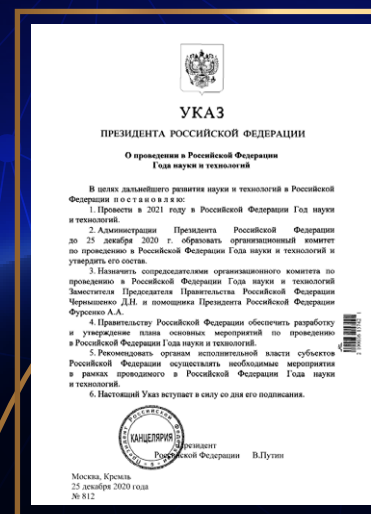 УКАЗ
ПРЕЗИДЕНТА РОССИЙСКОЙ ФЕДЕРАЦИИ
О проведении в Российской Федерации
Года науки и технологий
В целях дальнейшего развития науки и технологий в Российской
Федерации п о с т а н о в л я ю:
1. Провести в 2021 году в Российской Федерации Год науки
и технологий.
2. Администрации Президента Российской Федерации
до 25 декабря 2020 г. образовать организационный комитет
по проведению в Российской Федерации Года науки и технологий и
утвердить его состав.
3. Назначить сопредседателями организационного комитета по
проведению в Российской Федерации Года науки и технологий
Заместителя Председателя Правительства Российской Федерации
Чернышенко Д.Н. и помощника Президента Российской Федерации
Фурсенко А.А.
4. Правительству Российской Федерации обеспечить разработку
и утверждение плана основных мероприятий по проведению
в Российской Федерации Года науки и технологий.
5. Рекомендовать органам исполнительной власти субъектов
Российской Федерации осуществлять необходимые мероприятия
в рамках проводимого в Российской Федерации Года науки
и технологий.
6. Настоящий Указ вступает в силу со дня его подписания.
КАНЦЕЛЯРИЯ
Президент
Российской Федерации В.Путин
Москва, Кремль
25 декабря 2020 года
№ 812